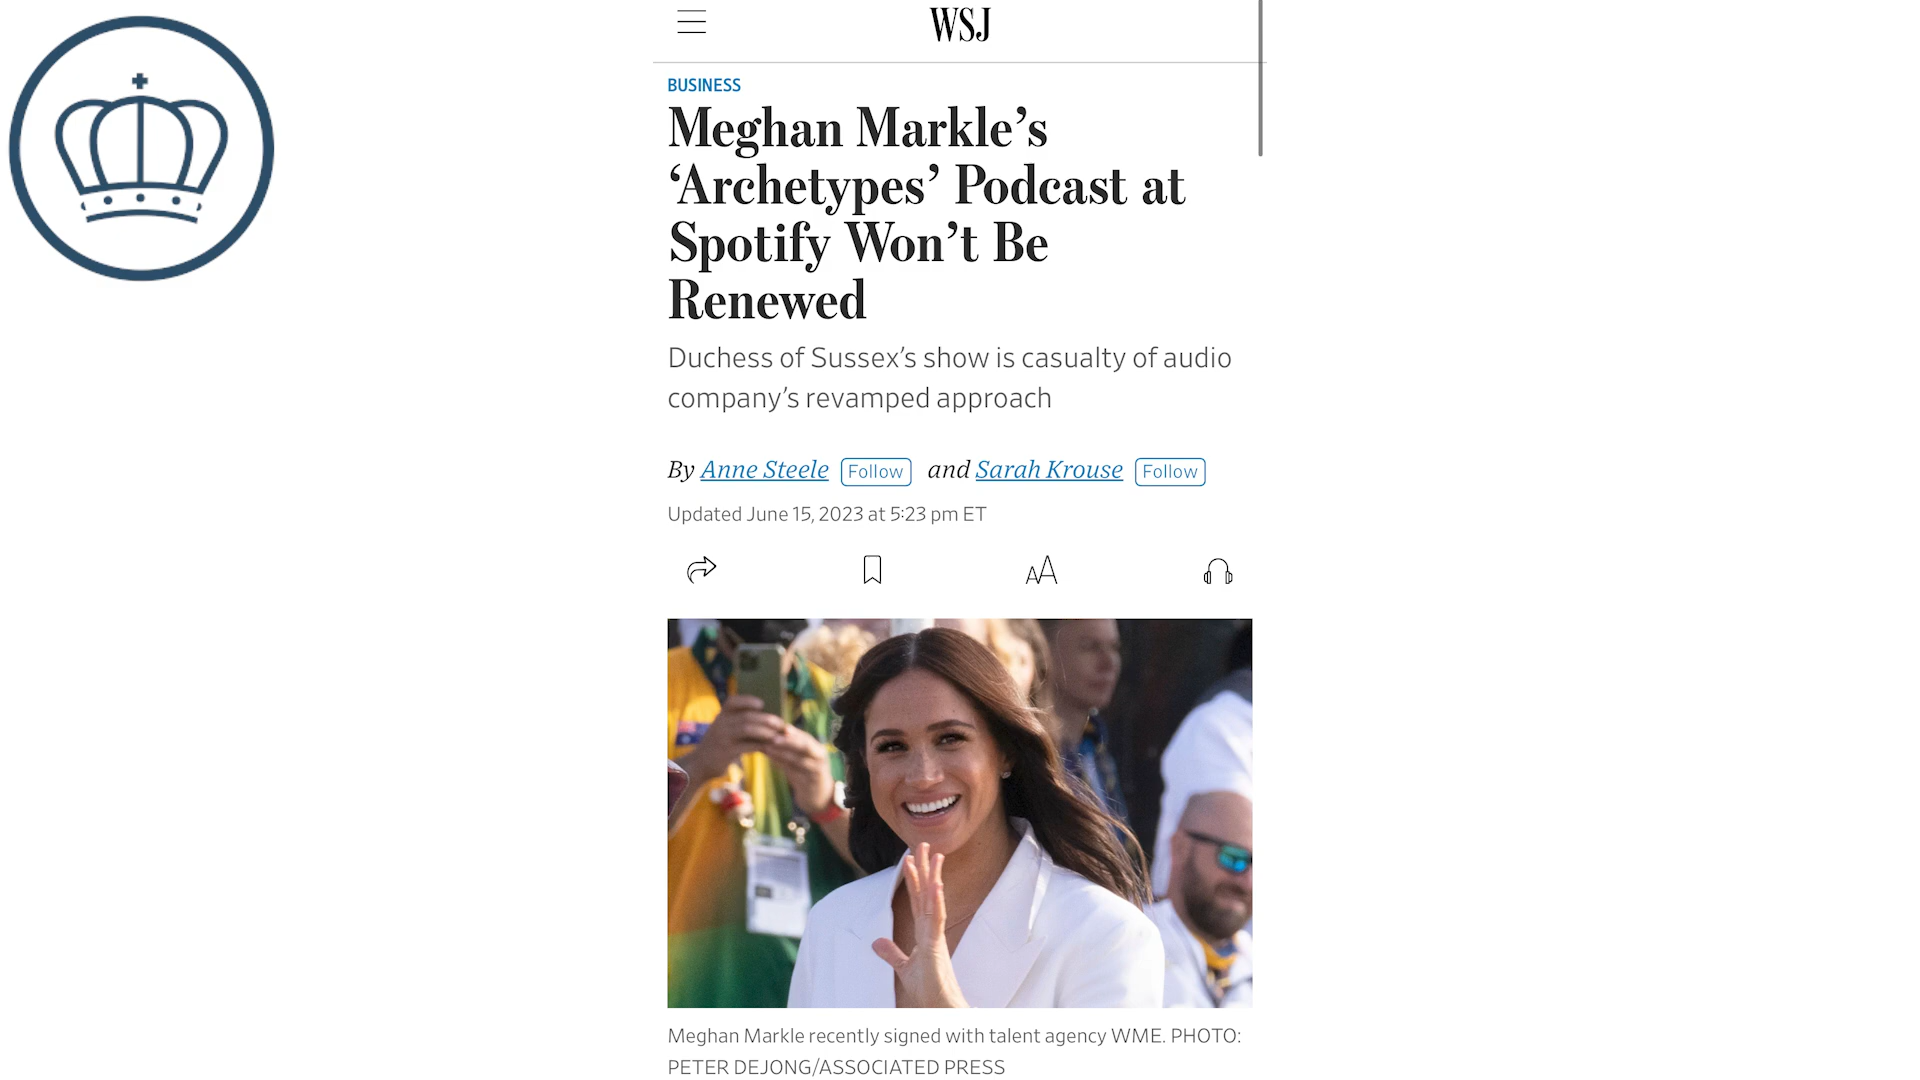 WSJ
BUSINESS
Meghan Markle’s
‘Archetypes’ Podcast at
Spotify Won’t Be
Renewed
Duchess of Sussex’s show is casualty of audio
company’s revamped approach
By Anne Steele Follow and Sarah Krouse Follow
Updated June 15, 2023 at 5:23 pm ET
AA
Meghan Markle recently signed with talent agency WME. PHOTO:
PETER DEJONG/ASSOCIATED PRESS